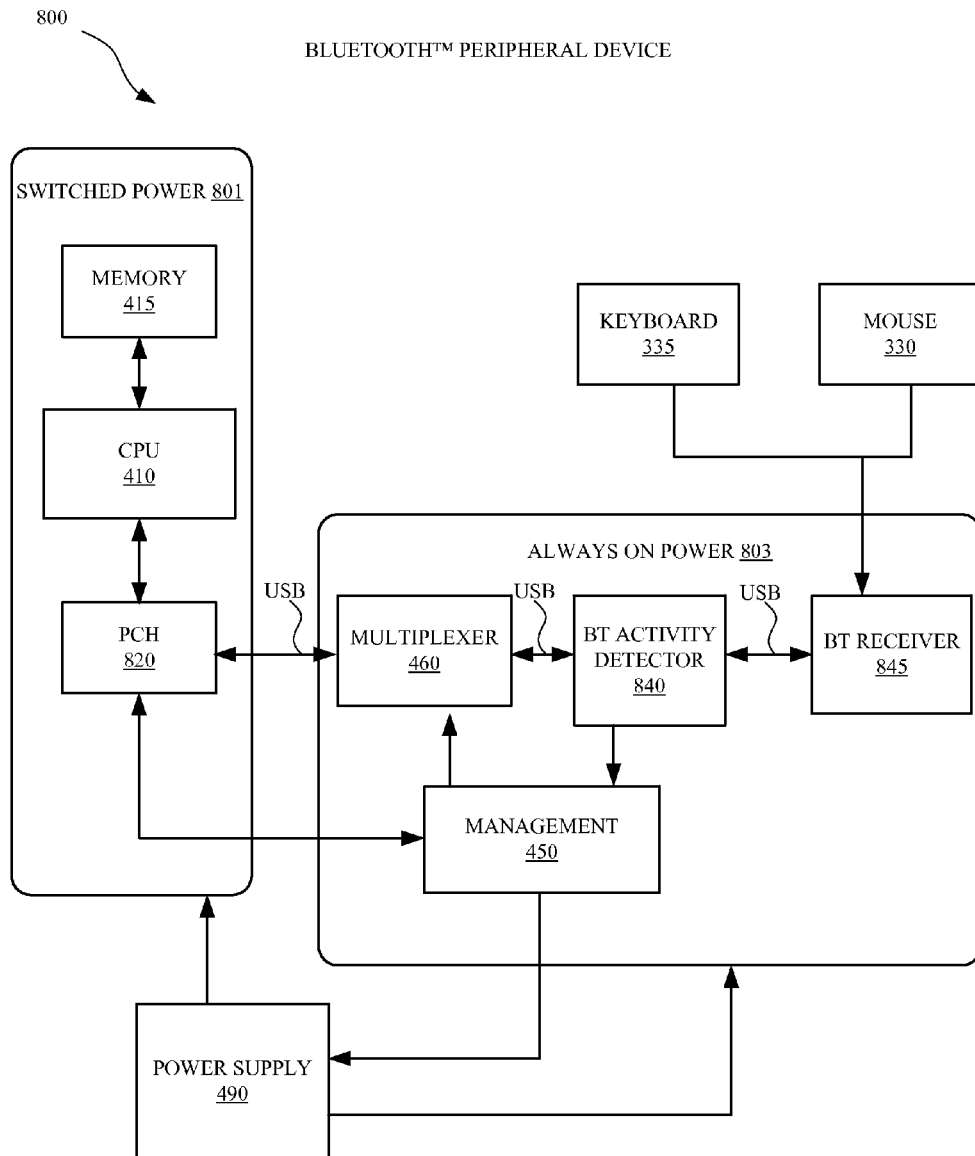 800
BLUETOOTH™ PERIPHERAL DEVICE
SWITCHED POWER 801
MEMORY
415
CPU
410
PCH
820
KEYBOARD
335
MOUSE
330
ALWAYS ON POWER 803
USB
MULTIPLEXER
460
USB
BT ACTIVITY
DETECTOR
840
USB
BT RECEIVER
845
MANAGEMENT
450
POWER SUPPLY
490